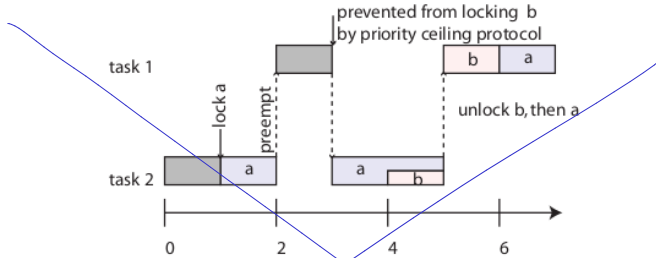 prevented from locking b
by priority ceiling protocol
task 1
b
a
lock a
preempt
unlock b, then a
task 2
a
a
b
0
2
4
6